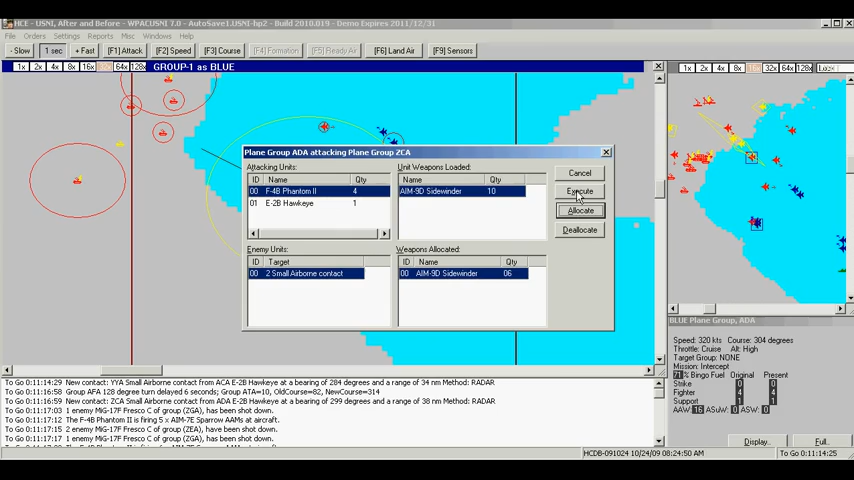 HCE - USNI, After and Before - WPACUSNI 7.0 - AutoSave1.USNI-hp2 - Build 2010.019 - Demo Expires 2011/12/31
File Orders Settings Reports Misc Windows Help
- Slow 1 sec + Fast [F1] Attack [F2] Speed [F3] Course [F4] Formation [F5] Ready Air [F6] Land Air [F9] Sensors
1x 2x 4x 8x 16x 32x 64x 128x GROUP-1 as BLUE
1x 2x 4x 8x 16x 32x 64x 128x
Plane Group ADA attacking Plane Group ZCA
Attacking Units:
ID Name Qty
00 F-4B Phantom II 4
01 E-2B Hawkeye 1
Unit Weapons Loaded:
Name Qty
AIM-9D Sidewinder 10
Cancel
Execute
Allocate
Deallocate
Enemy Units:
ID Target
00 2 Small Airborne contact
Weapons Allocated:
ID Name Qty
00 AIM-9D Sidewinder 06
BLUE Plane Group, ADA
Speed: 320 kts Course: 304 degrees
Throttle: Cruise Alt: High
Target Group: NONE
Mission: Intercept
71 % Bingo Fuel Original Present
Strike 0 0
Fighter 4 4
Support 1 1
AAW: 16 ASuW: 0 ASW: 0
Display.. Full..
To Go 0:11:14:29 New contact: YYA Small Airborne contact from ACA E-2B Hawkeye at a bearing of 284 degrees and a range of 34 nm Method: RADAR
To Go 0:11:16:58 Group AFA 128 degree turn delayed 6 seconds; Group ATA=10, OldCourse=82, NewCourse=314
To Go 0:11:16:59 New contact: ZCA Small Airborne contact from ACA E-2B Hawkeye at a bearing of 299 degrees and a range of 38 nm Method: RADAR
To Go 0:11:17:03 1 enemy MiG-17F Fresco C of group (ZGA), has been shot down.
To Go 0:11:17:12 The F-4B Phantom II is firing 5 x AIM-7E Sparrow AAMs at aircraft.
To Go 0:11:17:15 2 enemy MiG-17F Fresco C of group (ZEA), have been shot down.
To Go 0:11:17:17 1 enemy MiG-17F Fresco C of group (ZGA), has been shot down.
HCDB-091024 10/24/09 08:24:50 AM To Go 0:11:14:25